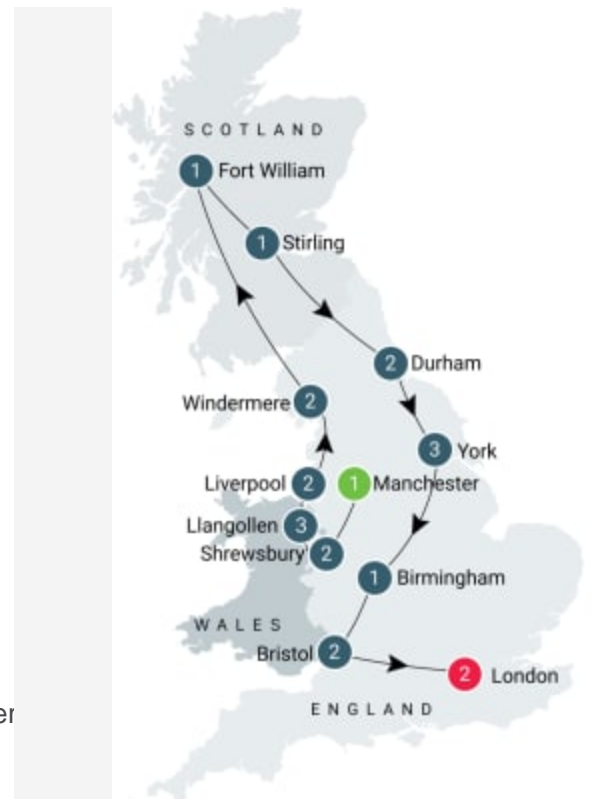 SCOTLAND
1 Fort William
1 Stirling
2 Durham
Windermere 2
3 York
Liverpool 2
1 Manchester
Llangollen 3
Shrewsbury 2
1 Birmingham
WALES
Bristol 2
2 London
ENGLAND